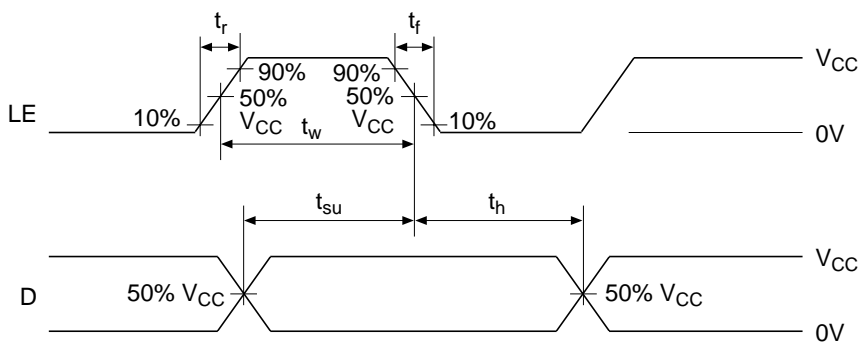 tr
tf
VCC
90%
90%
50%
VCC
50%
VCC
LE
10%
10%
tw
0V
tsu
th
VCC
D
50% VCC
50% VCC
0V